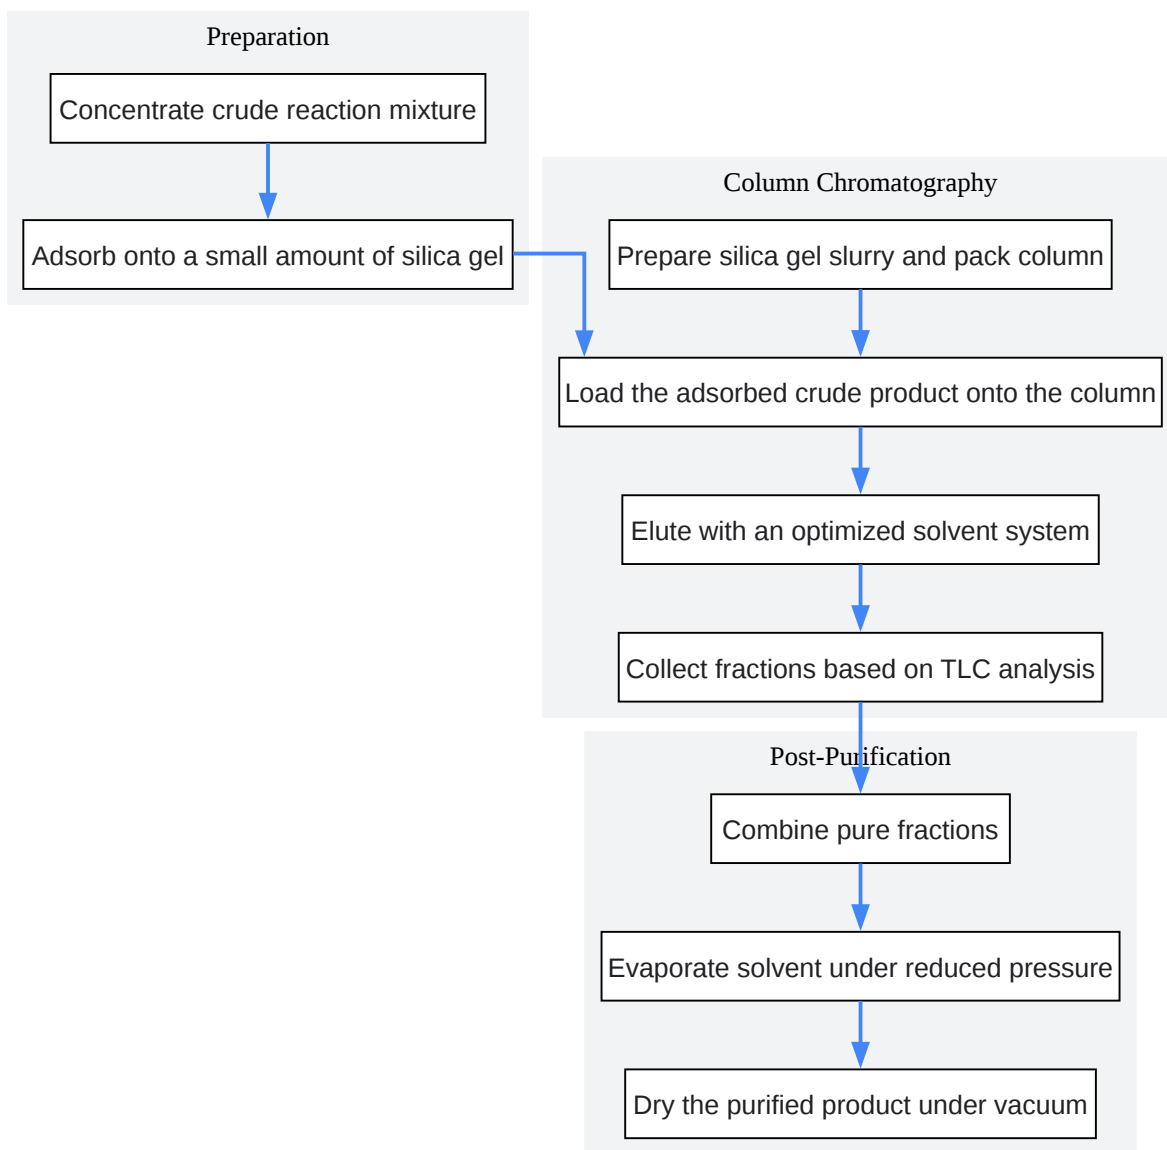 Preparation
Concentrate crude reaction mixture
Adsorb onto a small amount of silica gel
Column Chromatography
Prepare silica gel slurry and pack column
Load the adsorbed crude product onto the column
Elute with an optimized solvent system
Collect fractions based on TLC analysis
Post-Purification
Combine pure fractions
Evaporate solvent under reduced pressure
Dry the purified product under vacuum